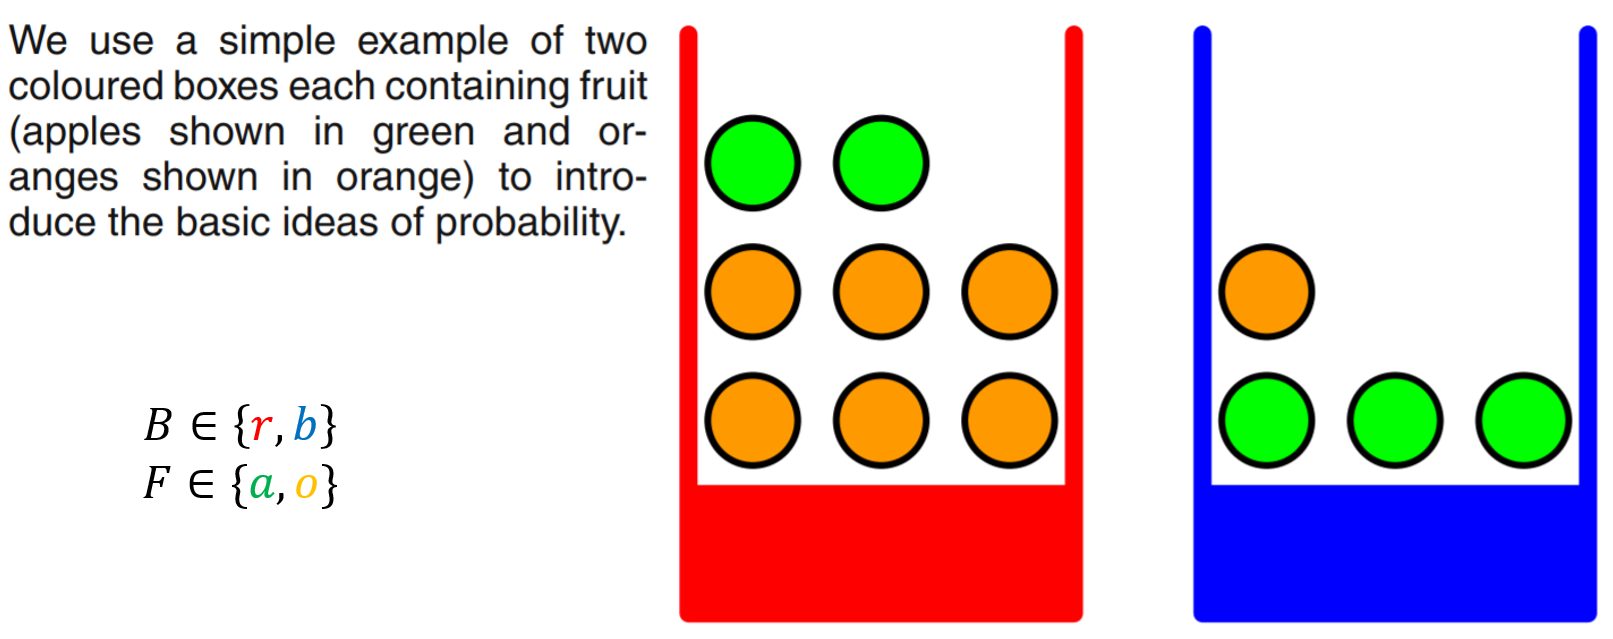 We use a simple example of two
coloured boxes each containing fruit
(apples shown in green and or-
anges shown in orange) to intro-
duce the basic ideas of probability.
B ∈ {r, b}
F ∈ {a, o}